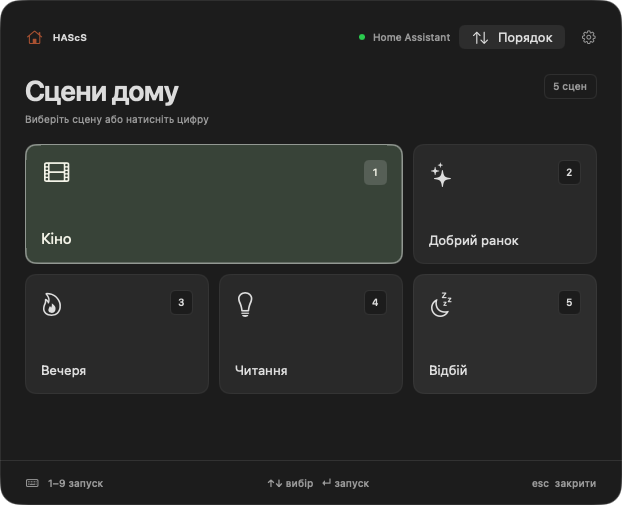 HAScS
Home Assistant
Порядок
Сцени дому
5 сцен
Виберіть сцену або натисніть цифру
1
Кіно
2
Добрий ранок
3
Вечеря
4
Читання
5
Відбій
1–9 запуск
↑↓ вибір ↵ запуск
esc закрити